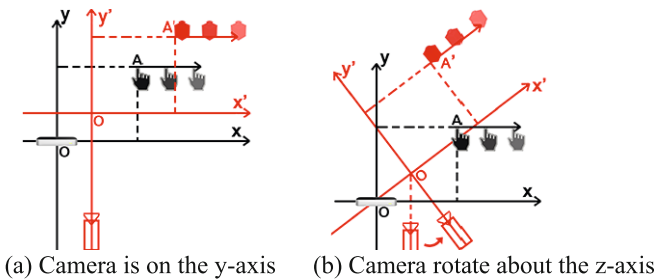 y y’
A’
A
x’
O
x
O
(a) Camera is on the y-axis
y
y’
A’
x’
A
O
x
O
(b) Camera rotate about the z-axis